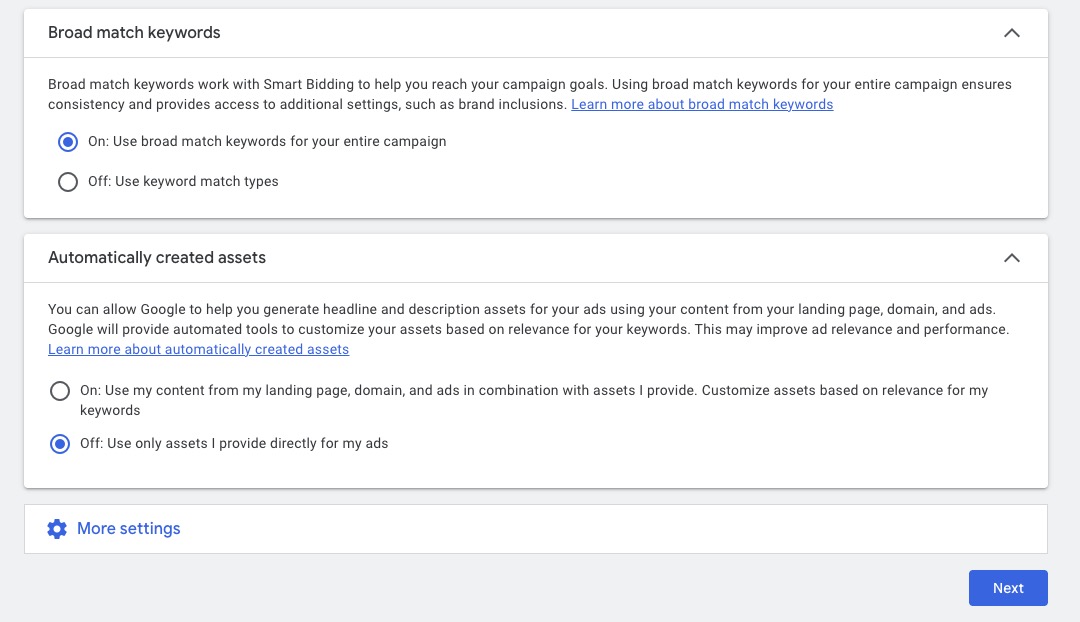 Broad match keywords
Broad match keywords work with Smart Bidding to help you reach your campaign goals. Using broad match keywords for your entire campaign ensures
consistency and provides access to additional settings, such as brand inclusions. Learn more about broad match keywords
On: Use broad match keywords for your entire campaign
Off: Use keyword match types
Automatically created assets
You can allow Google to help you generate headline and description assets for your ads using your content from your landing page, domain, and ads.
Google will provide automated tools to customize your assets based on relevance for your keywords. This may improve ad relevance and performance.
Learn more about automatically created assets
On: Use my content from my landing page, domain, and ads in combination with assets I provide. Customize assets based on relevance for my
keywords
Off: Use only assets I provide directly for my ads
More settings
Next